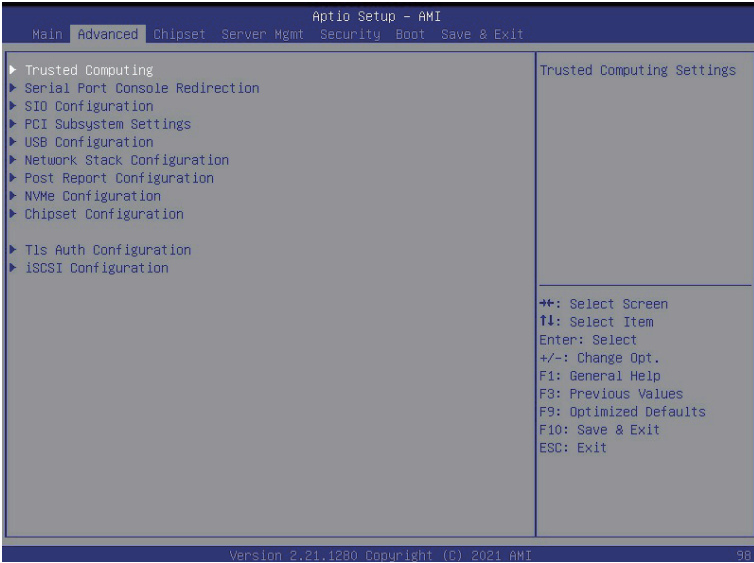 Aptio Setup – AMI
Main Advanced Chipset Server Mgmt Security Boot Save & Exit
▶ Trusted Computing
▶ Serial Port Console Redirection
▶ SIO Configuration
▶ PCI Subsystem Settings
▶ USB Configuration
▶ Network Stack Configuration
▶ Post Report Configuration
▶ NVMe Configuration
▶ Chipset Configuration
▶ Tls Auth Configuration
▶ iSCSI Configuration
Trusted Computing Settings
→←: Select Screen
↑↓: Select Item
Enter: Select
+/-: Change Opt.
F1: General Help
F3: Previous Values
F9: Optimized Defaults
F10: Save & Exit
ESC: Exit
Version 2.21.1280 Copyright (C) 2021 AMI
98